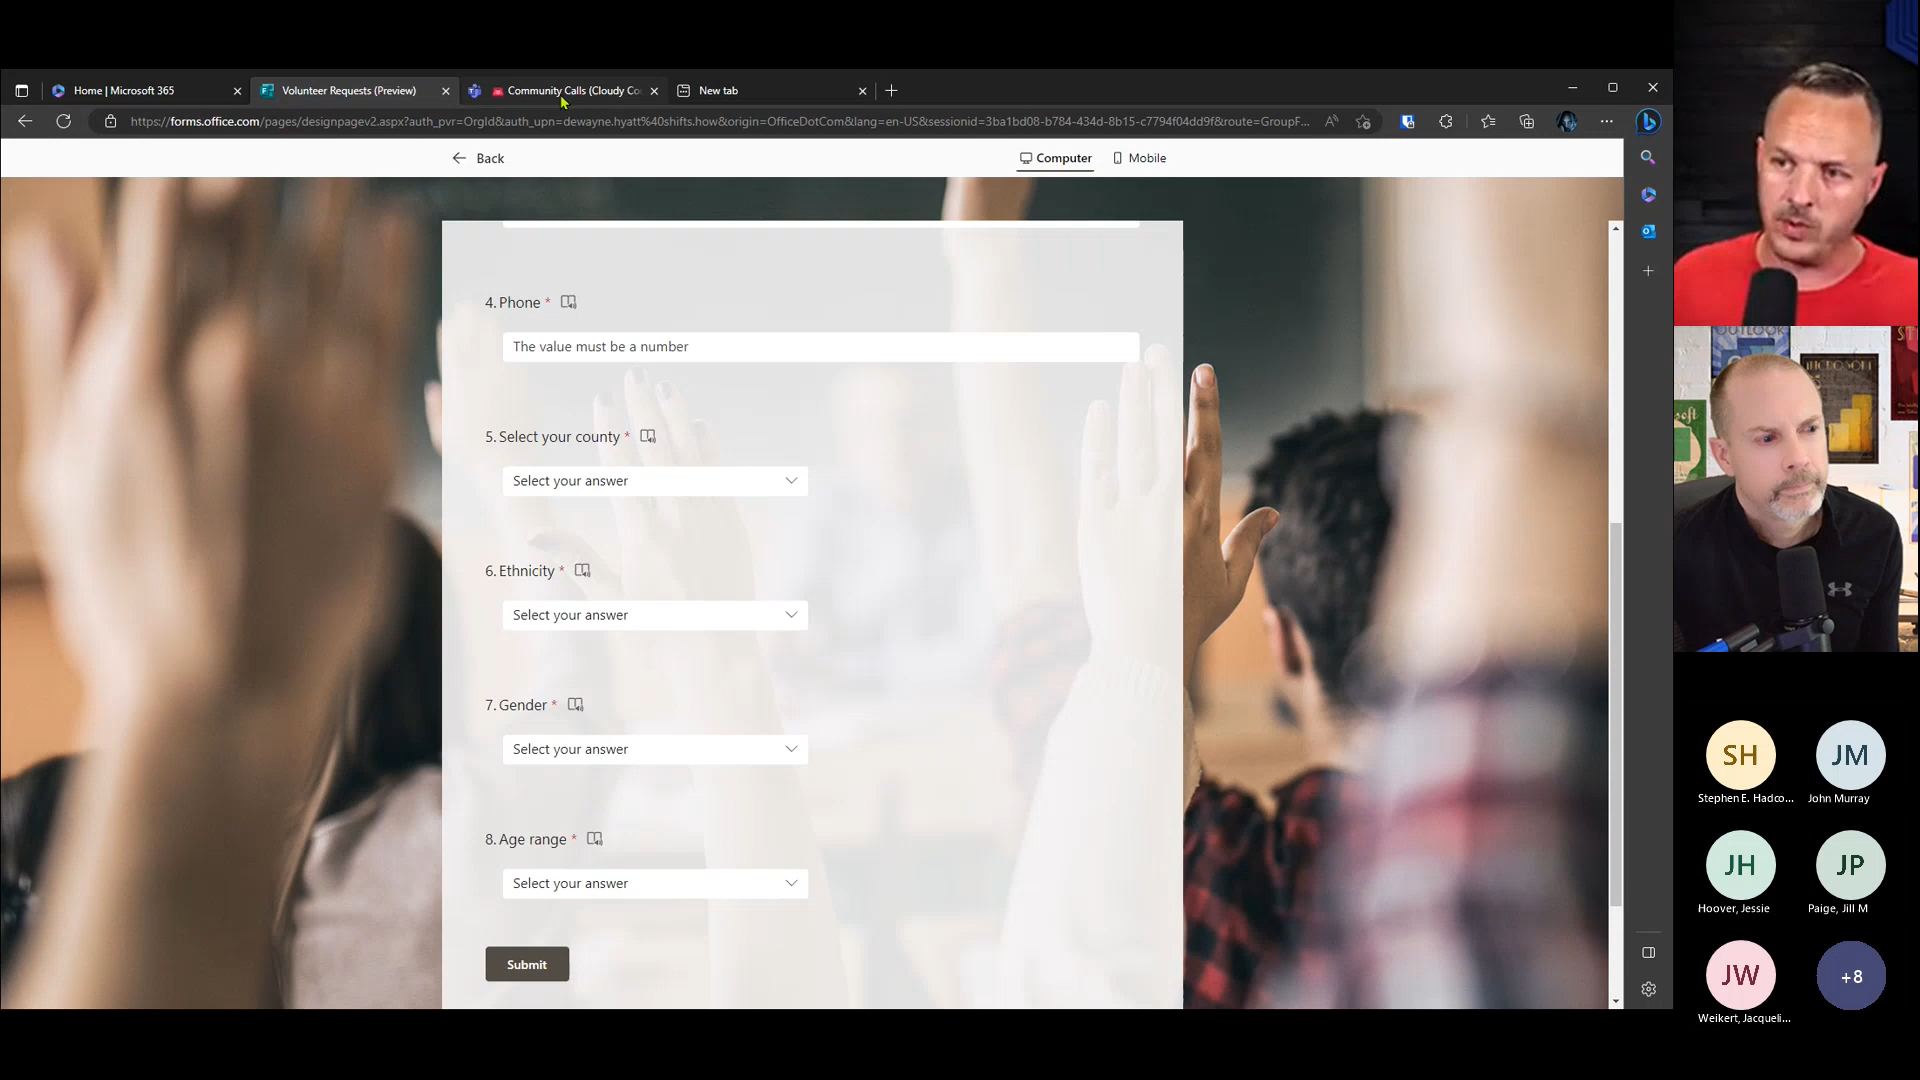 Home | Microsoft 365
Volunteer Requests (Preview)
Community Calls (Cloudy Co
New tab
https://forms.office.com/pages/designpagev2.aspx?auth_pvr=OrgId&auth_upn=dewayne.hyatt%40shifts.how&origin=OfficeDotCom&lang=en-US&sessionid=3ba1bd08-b784-434d-8b15-c7794f04dd9f&route=GroupF...
Back
Computer
Mobile
4. Phone *
The value must be a number
5. Select your county *
Select your answer
6. Ethnicity *
Select your answer
7. Gender *
Select your answer
8. Age range *
Select your answer
Submit
OUTLOOK
SH
Stephen E. Hadco...
JM
John Murray
JH
Hoover, Jessie
JP
Paige, Jill M
JW
Weikert, Jacqueli...
+8